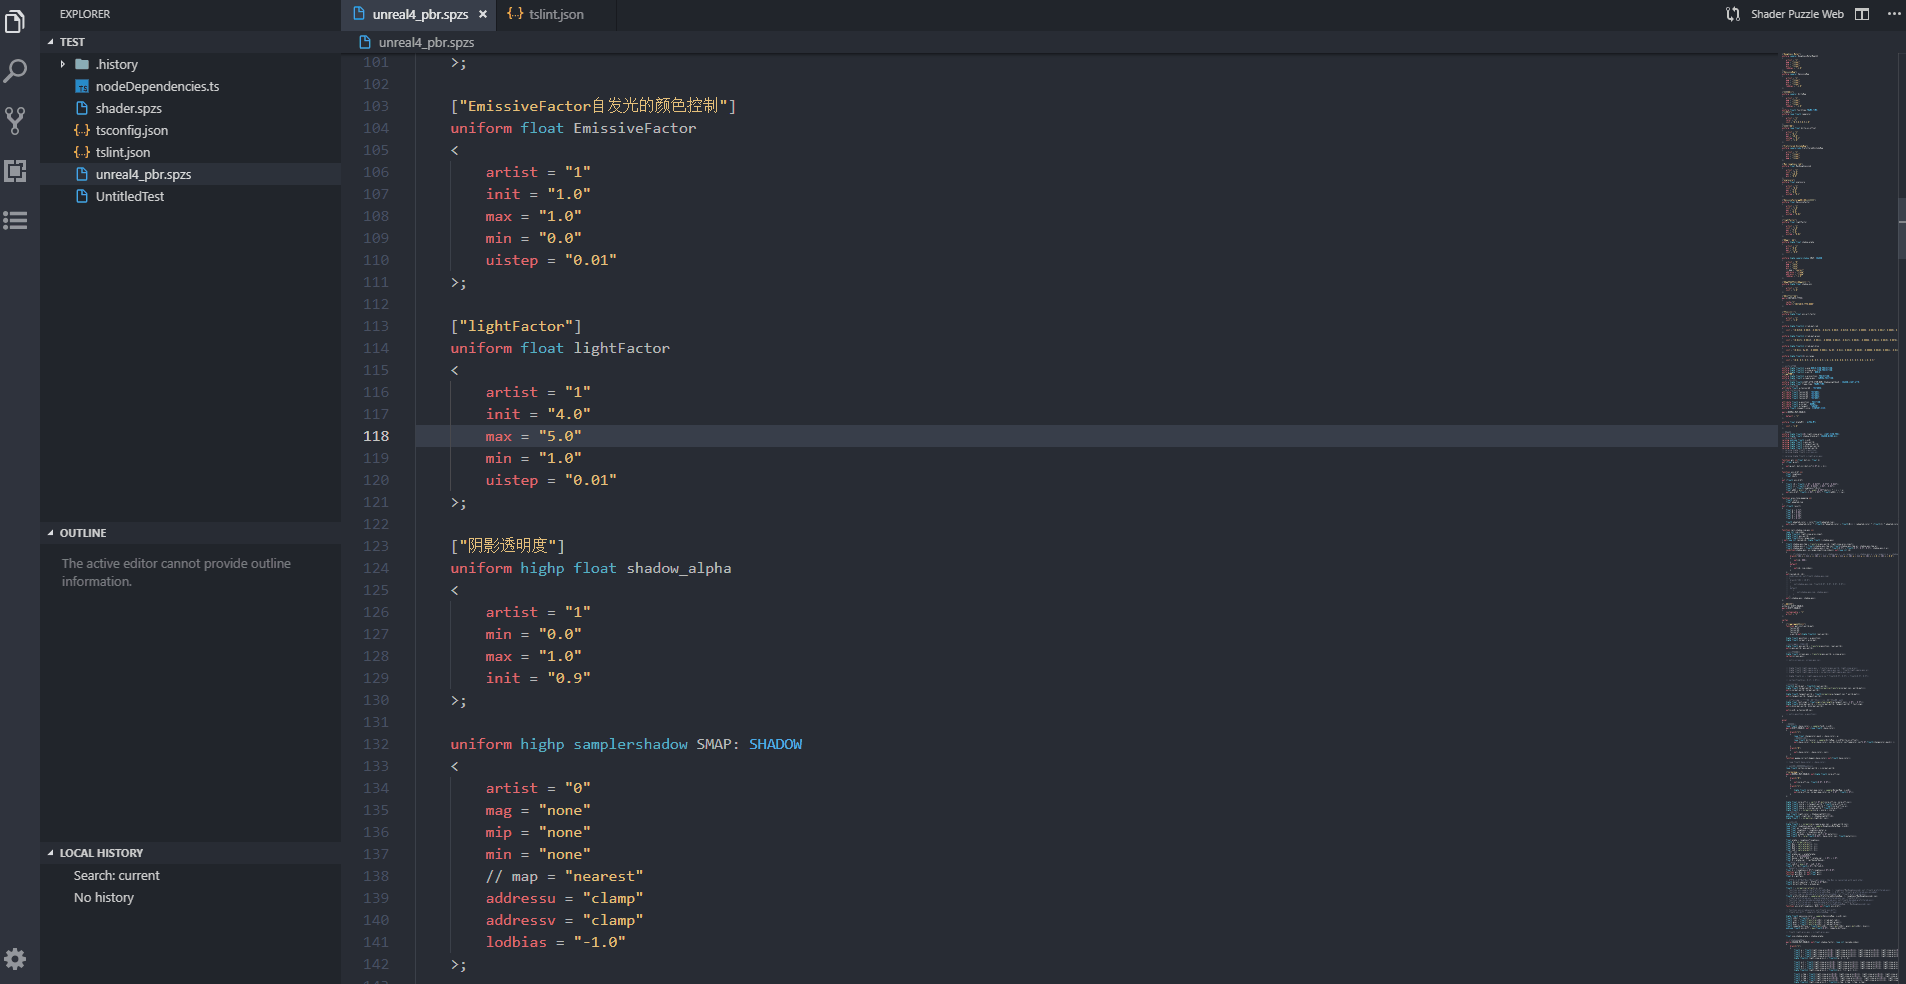 EXPLORER
TEST
.history
nodeDependencies.ts
shader.spzs
tsconfig.json
tslint.json
unreal4_pbr.spzs
UntitledTest
OUTLINE
The active editor cannot provide outline
information.
LOCAL HISTORY
Search: current
No history
unreal4_pbr.spzs ×
{..} tslint.json
Shader Puzzle Web
unreal4_pbr.spzs
101 >;
102
103 ["EmissiveFactor自发光的颜色控制"]
104 uniform float EmissiveFactor
105 <
106 artist = "1"
107 init = "1.0"
108 max = "1.0"
109 min = "0.0"
110 uistep = "0.01"
111 >;
112
113 ["lightFactor"]
114 uniform float lightFactor
115 <
116 artist = "1"
117 init = "4.0"
118 max = "5.0"
119 min = "1.0"
120 uistep = "0.01"
121 >;
122
123 ["阴影透明度"]
124 uniform highp float shadow_alpha
125 <
126 artist = "1"
127 min = "0.0"
128 max = "1.0"
129 init = "0.9"
130 >;
131
132 uniform highp samplershadow SMAP: SHADOW
133 <
134 artist = "0"
135 mag = "none"
136 mip = "none"
137 min = "none"
138 // map = "nearest"
139 addressu = "clamp"
140 addressv = "clamp"
141 lodbias = "-1.0"
142 >;